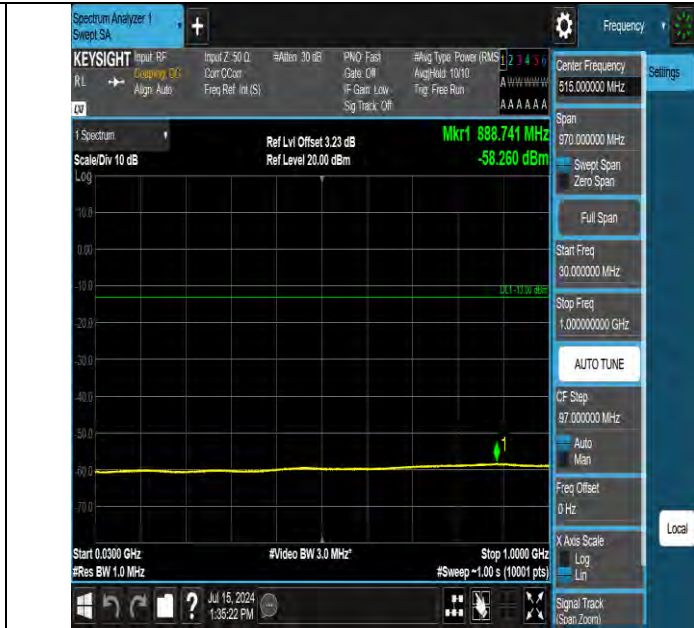 Spectrum Analyzer 1
Swept SA
Frequency
Settings
KEYSIGHT
RL
Input: RF
Coupling: DC
Align: Auto
Input Z: 50 Ω
Corr CCorr
Freq Ref: Int (S)
#Atten: 30 dB
PNO: Fast
Gate: Off
IF Gain: Low
Sig Track: Off
#Avg Type: Power (RMS
Avg|Hold: 10/10
Trig: Free Run
1 2 3 4 5 6
A W W W W W
A A A A A A
LXI
1 Spectrum
Scale/Div 10 dB
Log
Ref Lvl Offset 3.23 dB
Ref Level 20.00 dBm
Mkr1 888.741 MHz
-58.260 dBm
10.0
0.00
-10.0
-20.0
-30.0
-40.0
-50.0
-60.0
-70.0
DL1 -13.00 dBm
1
Start 0.0300 GHz
#Res BW 1.0 MHz
#Video BW 3.0 MHz*
Stop 1.0000 GHz
#Sweep ~1.00 s (10001 pts)
Center Frequency
515.000000 MHz
Span
970.000000 MHz
Swept Span
Zero Span
Full Span
Start Freq
30.000000 MHz
Stop Freq
1.000000000 GHz
AUTO TUNE
CF Step
97.000000 MHz
Auto
Man
Freq Offset
0 Hz
X Axis Scale
Log
Lin
Signal Track
(Span Zoom)
Local
?
Jul 15, 2024
1:35:22 PM